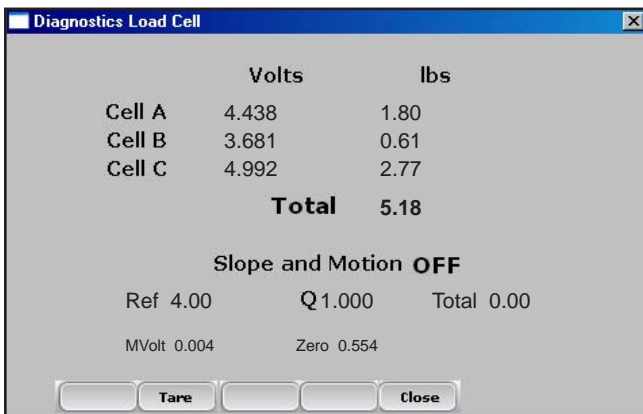 Diagnostics Load Cell
Volts lbs
Cell A 4.438 1.80
Cell B 3.681 0.61
Cell C 4.992 2.77
Total 5.18
Slope and Motion OFF
Ref 4.00 Q 1.000 Total 0.00
MVolt 0.004 Zero 0.554
Tare Close